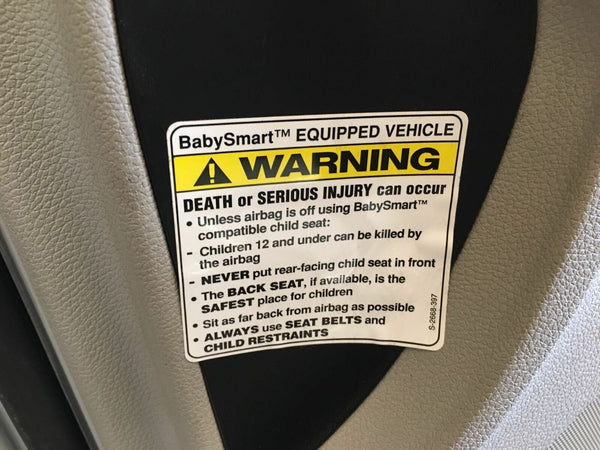 BabySmart™ EQUIPPED VEHICLE
WARNING
DEATH or SERIOUS INJURY can occur
• Unless airbag is off using BabySmart™
compatible child seat:
- Children 12 and under can be killed by
the airbag
- NEVER put rear-facing child seat in front
• The BACK SEAT, if available, is the
SAFEST place for children
• Sit as far back from airbag as possible
• ALWAYS use SEAT BELTS and
CHILD RESTRAINTS
S-2668-397